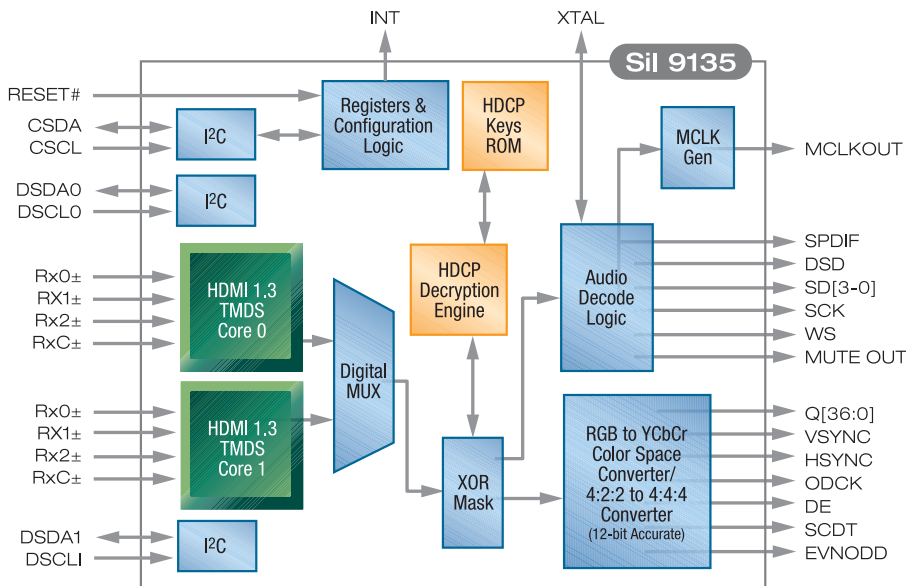 INT
XTAL
SiI 9135
RESET#
CSDA
CSCL
I²C
Registers &
Configuration
Logic
HDCP
Keys
ROM
MCLK
Gen
MCLKOUT
DSDA0
DSCL0
I²C
Rx0±
RX1±
Rx2±
RxC±
HDMI 1.3
TMDS
Core 0
Digital
MUX
HDCP
Decryption
Engine
Audio
Decode
Logic
SPDIF
DSD
SD[3-0]
SCK
WS
MUTE OUT
Rx0±
RX1±
Rx2±
RxC±
HDMI 1.3
TMDS
Core 1
XOR
Mask
RGB to YCbCr
Color Space
Converter/
4:2:2 to 4:4:4
Converter
(12-bit Accurate)
Q[36:0]
VSYNC
HSYNC
ODCK
DE
SCDT
EVNODD
DSDA1
DSCLI
I²C